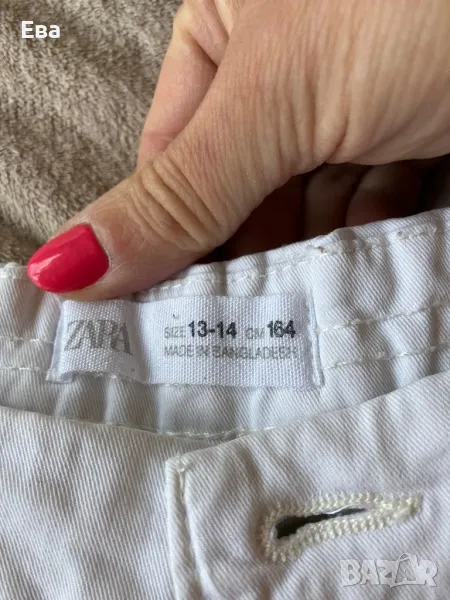 Ева
ZARA
SIZE 13-14 CM 164
MADE IN BANGLADESH
BAZAR